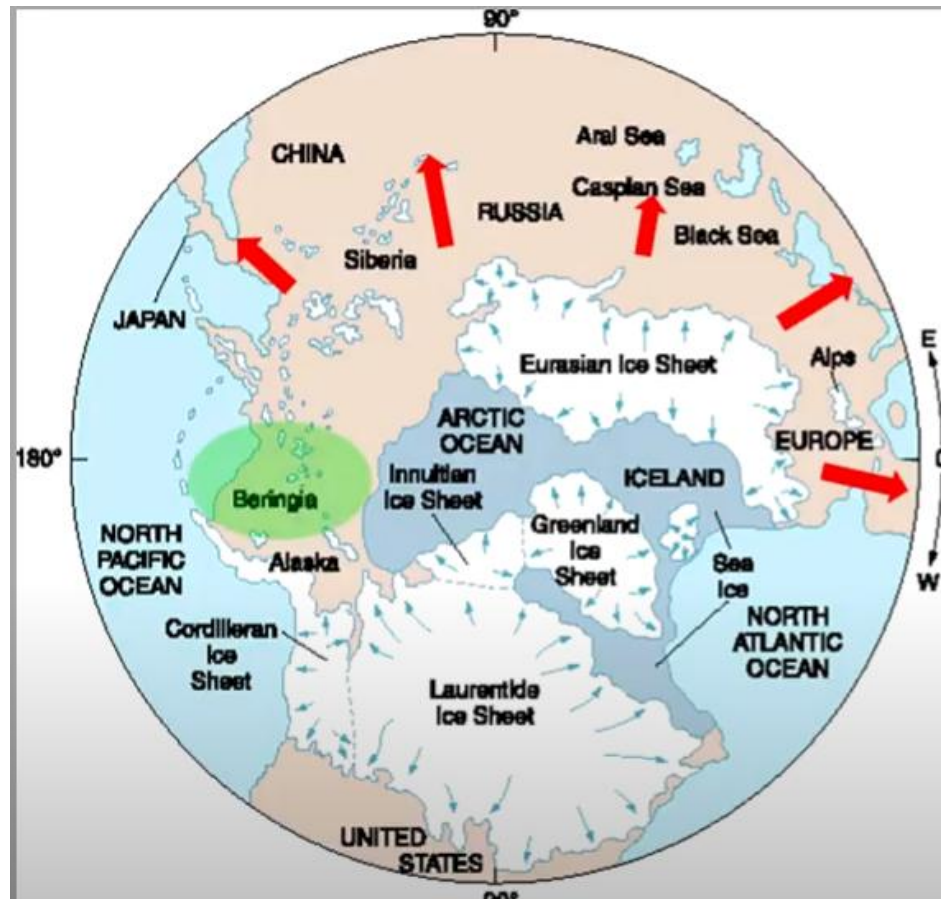 90°
Aral Sea
CHINA
Caspian Sea
RUSSIA
Black Sea
Siberia
JAPAN
E
Alps
Eurasian Ice Sheet
ARCTIC
OCEAN
EUROPE
180°
0
Innuitian
Ice Sheet
ICELAND
Beringia
Greenland
Ice
Sheet
NORTH
PACIFIC
OCEAN
Alaska
Sea
Ice
W
NORTH
ATLANTIC
OCEAN
Cordilleran
Ice
Sheet
Laurentide
Ice Sheet
UNITED
STATES
90°